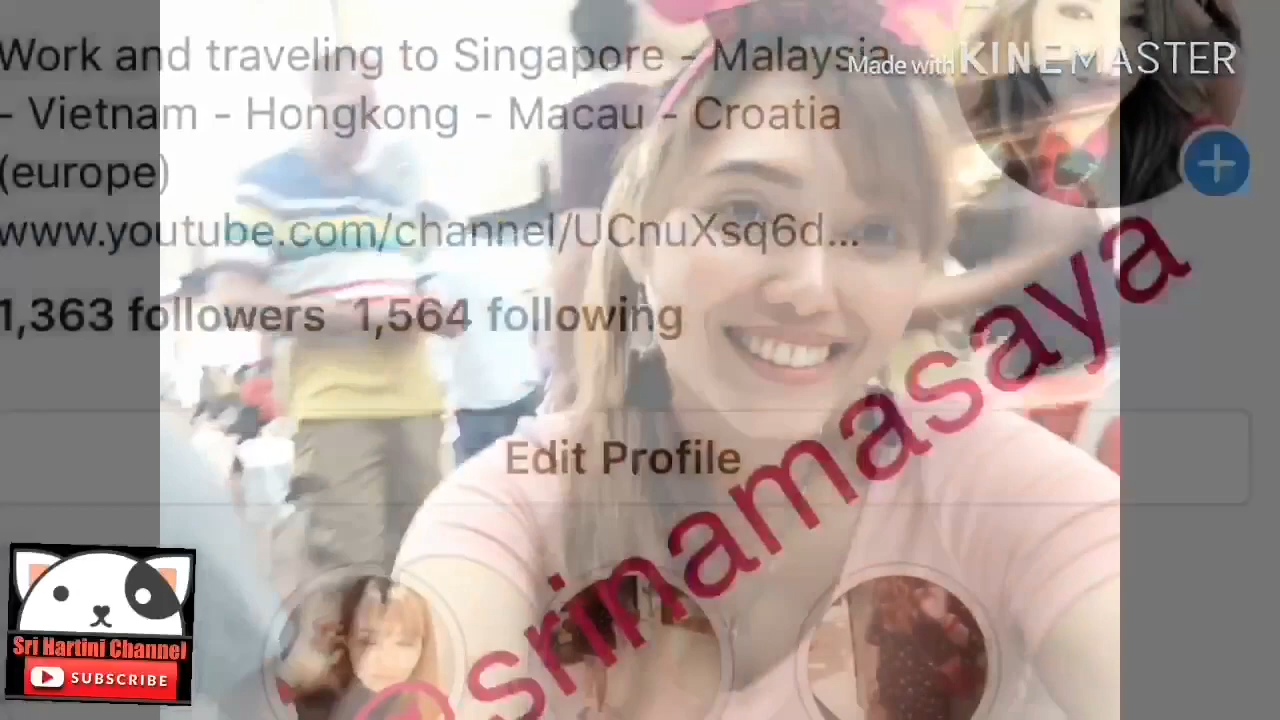 Work and traveling to Singapore - Malaysia
- Vietnam - Hongkong - Macau - Croatia
(europe)
www.youtube.com/channel/UCnuXsq6d...
1,363 followers 1,564 following
Edit Profile
Made with KINEMASTER
@srinamasaya
Sri Hartini Channel
SUBSCRIBE